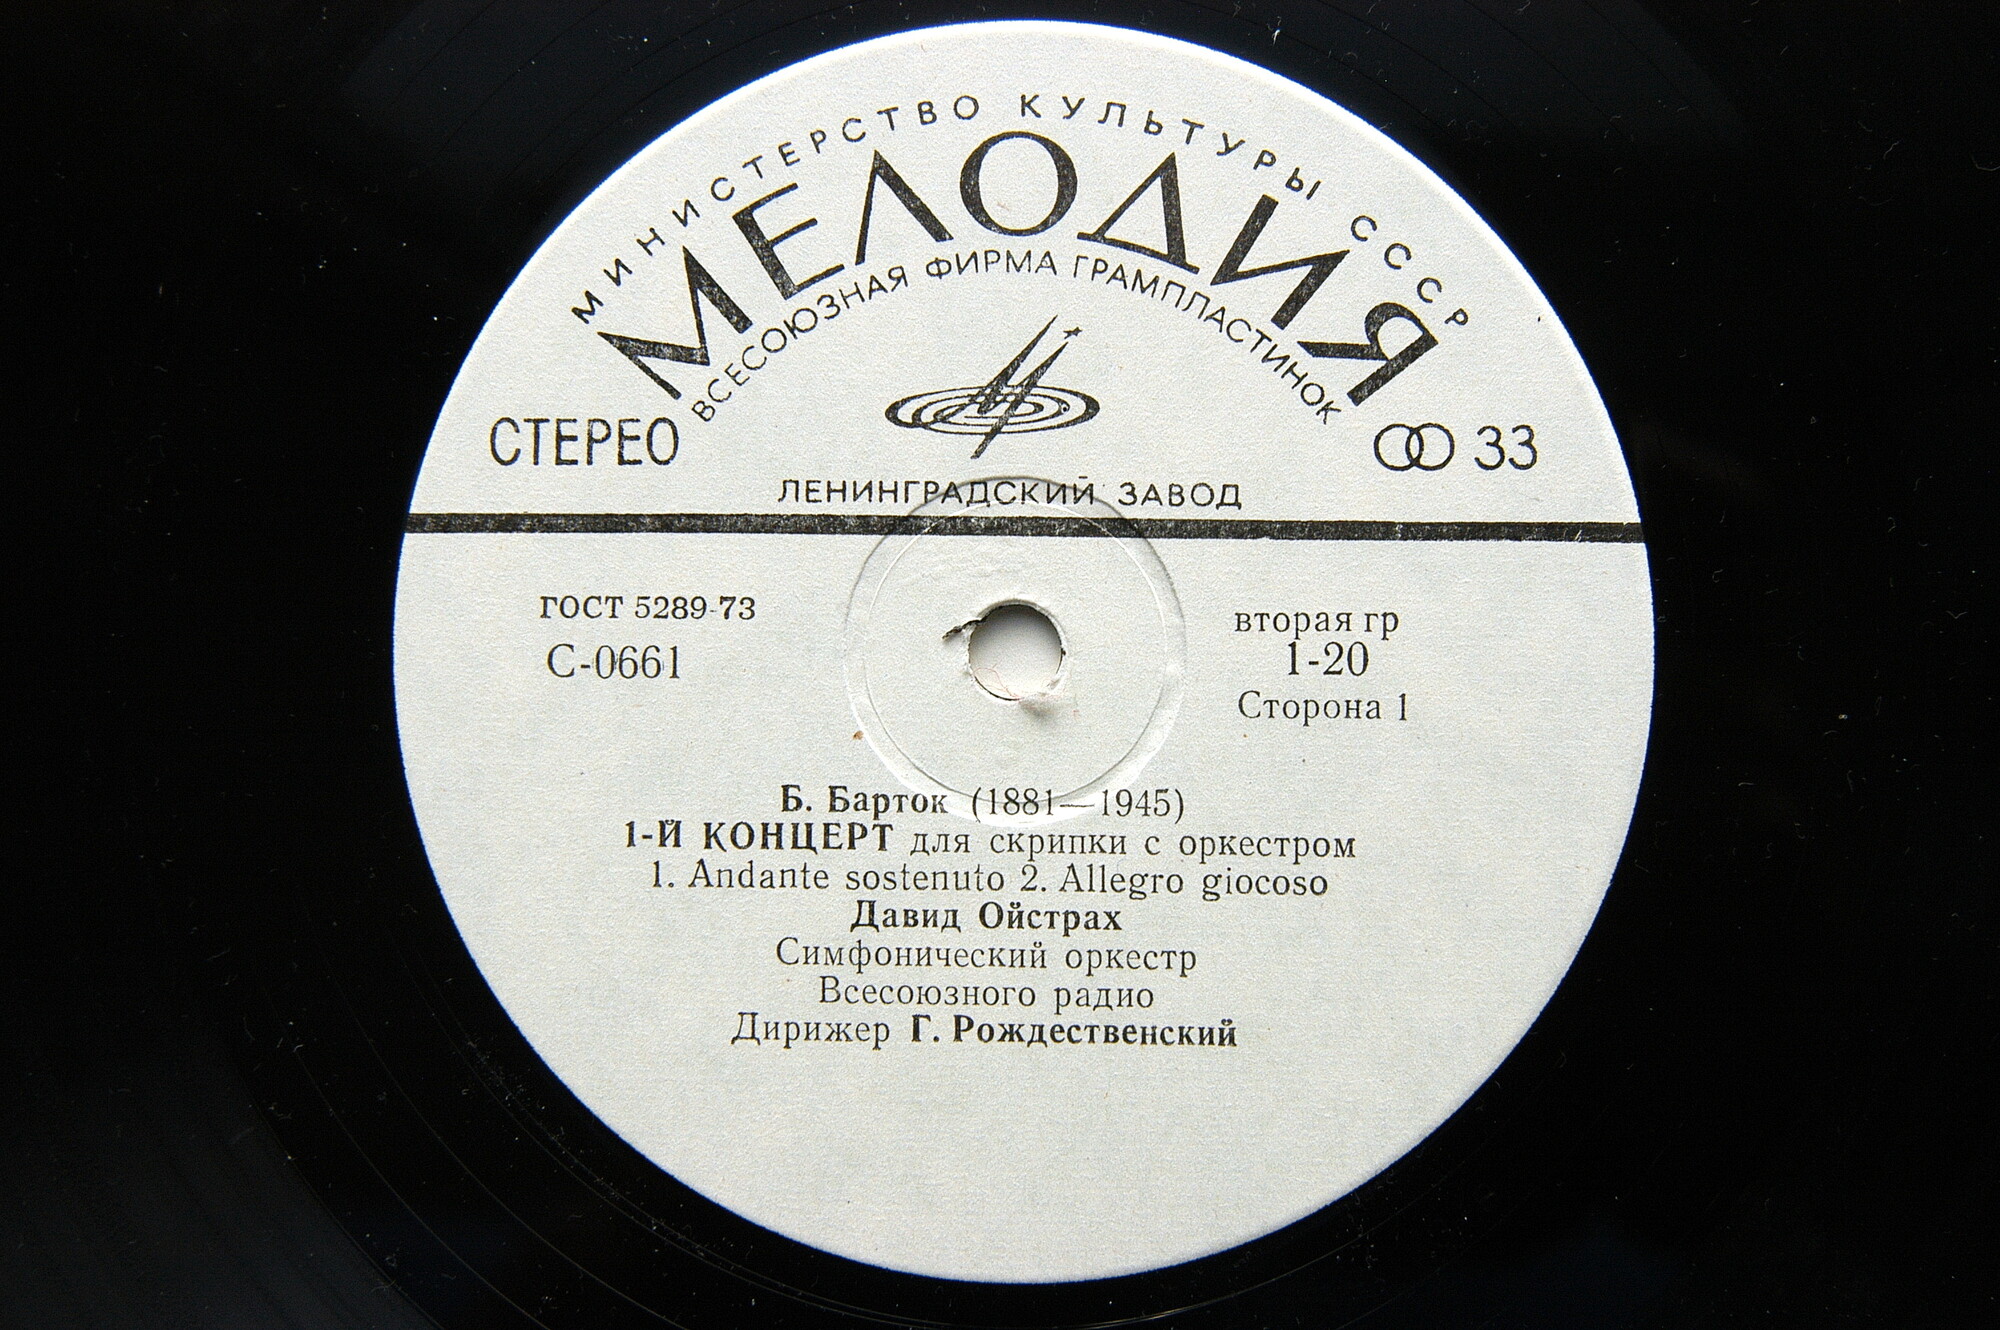 МИНИСТЕРСТВО КУЛЬТУРЫ СССР
МЕЛОДИЯ
ВСЕСОЮЗНАЯ ФИРМА ГРАМПЛАСТИНОК
СТЕРЕО
33
ЛЕНИНГРАДСКИЙ ЗАВОД
ГОСТ 5289-73
С-0661
вторая гр
1-20
Сторона 1
Б. Барток (1881—1945)
1-Й КОНЦЕРТ для скрипки с оркестром
1. Andante sostenuto 2. Allegro giocoso
Давид Ойстрах
Симфонический оркестр
Всесоюзного радио
Дирижер Г. Рождественский